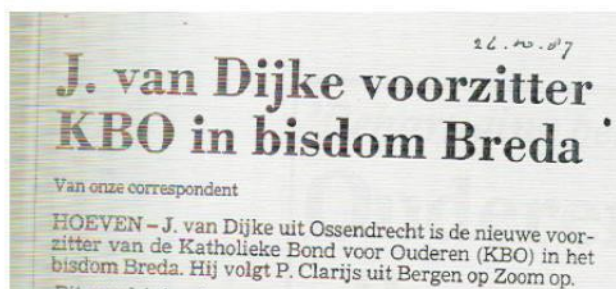 26.10.87
J. van Dijke voorzitter
KBO in bisdom Breda
Van onze correspondent
HOEVEN – J. van Dijke uit Ossendrecht is de nieuwe voor-
zitter van de Katholieke Bond voor Ouderen (KBO) in het
bisdom Breda. Hij volgt P. Clarijs uit Bergen op Zoom op.